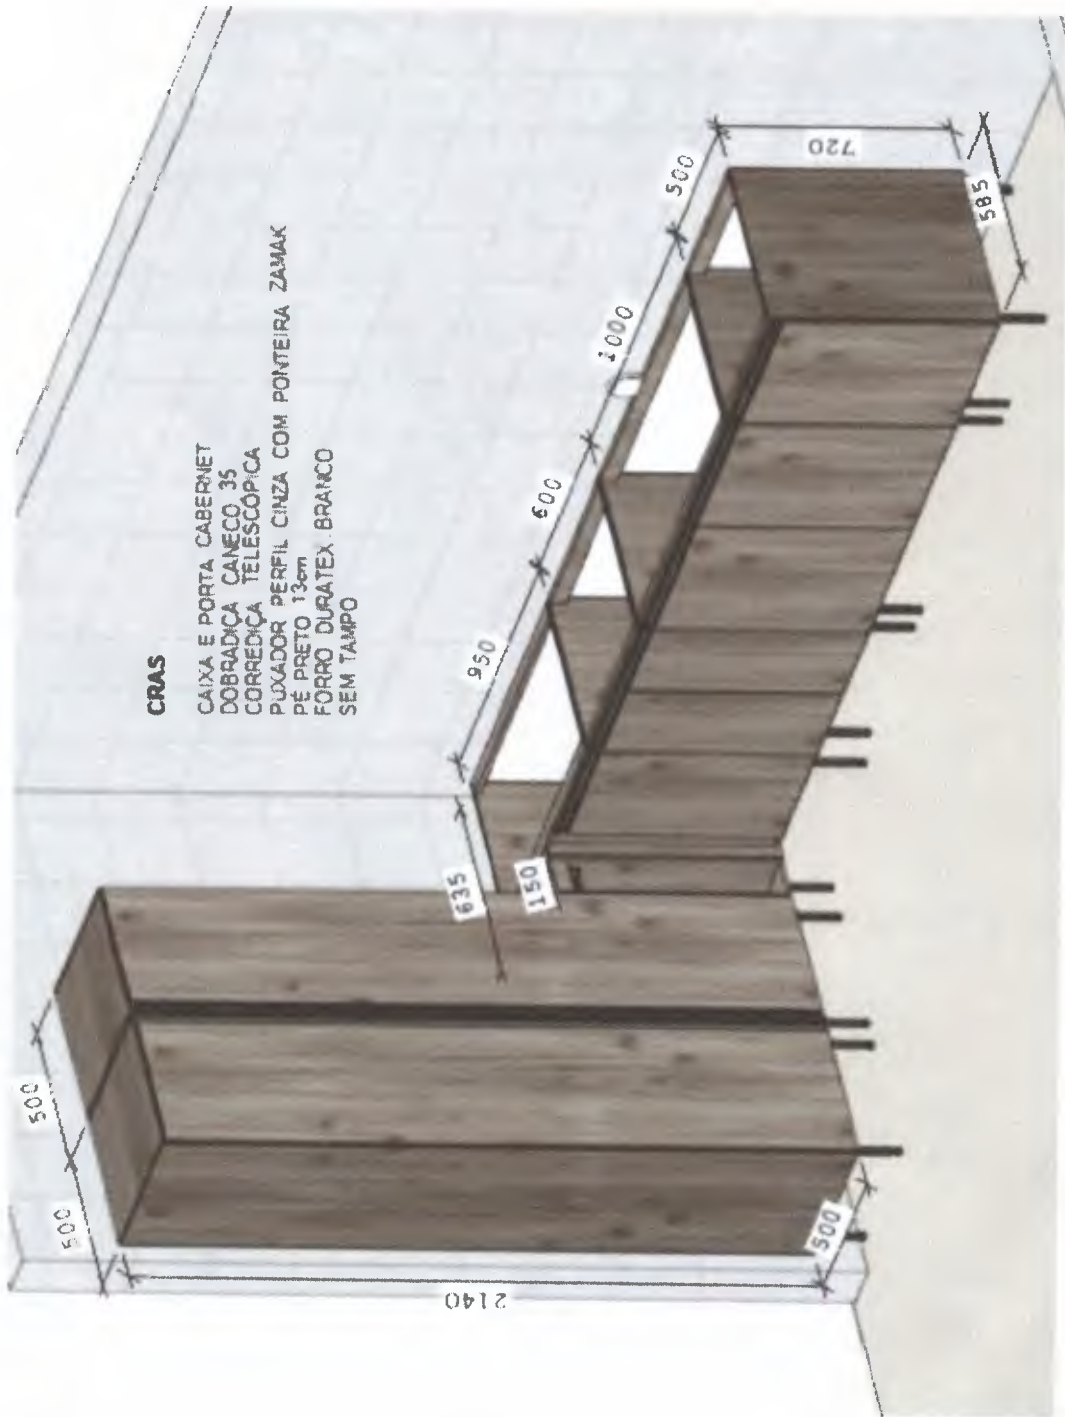 CRAS
CAIXA E PORTA CABERNET
DOBRADIÇA CANECO 35
CORREDIÇA TELESCÓPICA
PUXADOR PERFIL CINZA COM PONTEIRA ZAMAK
PÉ PRETO 13cm
FORRO DURATEX BRANCO
SEM TAMPO
500
500
2140
500
635
150
950
600
1000
500
720
585